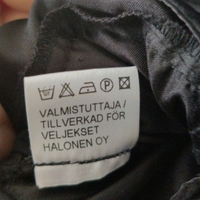 VALMISTUTTAJA /
TILLVERKAD FÖR
VELJEKSET
HALONEN OY